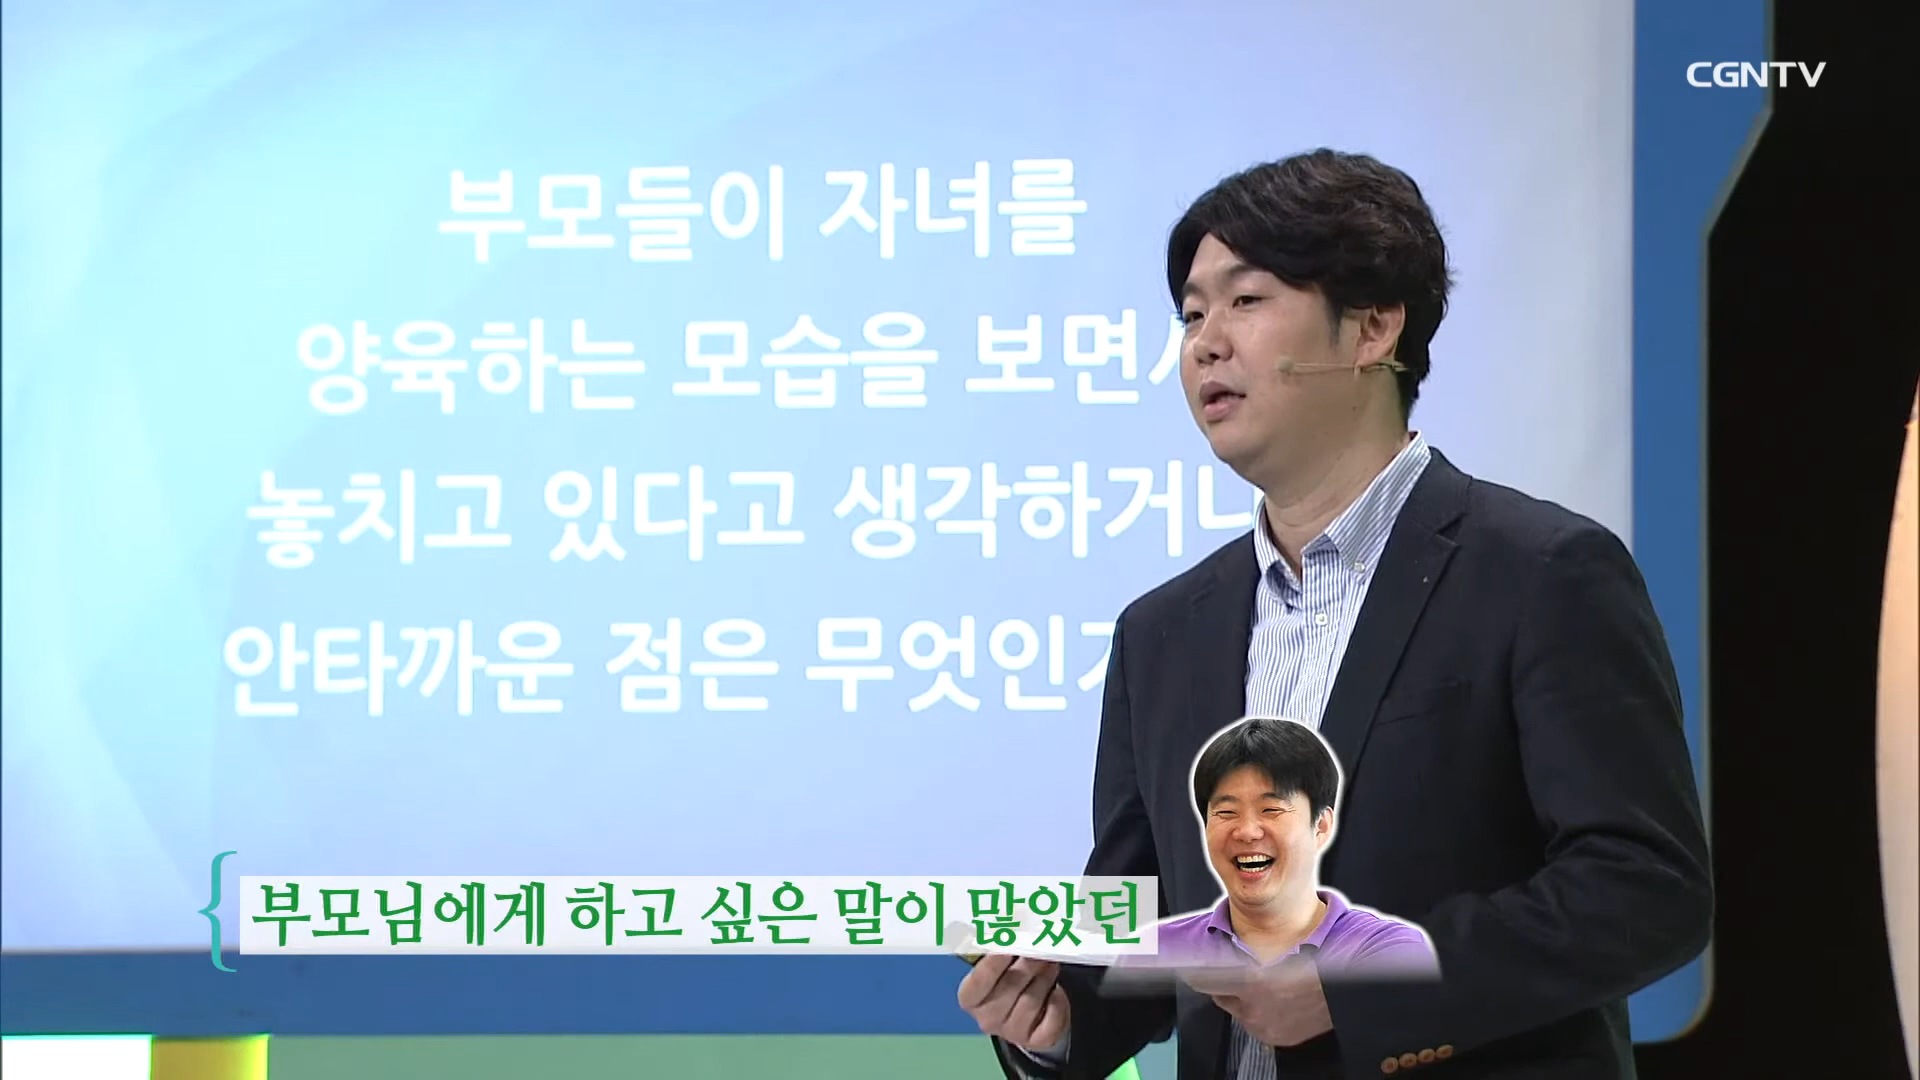 CGNTV
부모들이 자녀를
양육하는 모습을 보면서
놓치고 있다고 생각하거나
안타까운 점은 무엇인가
부모님에게 하고 싶은 말이 많았던